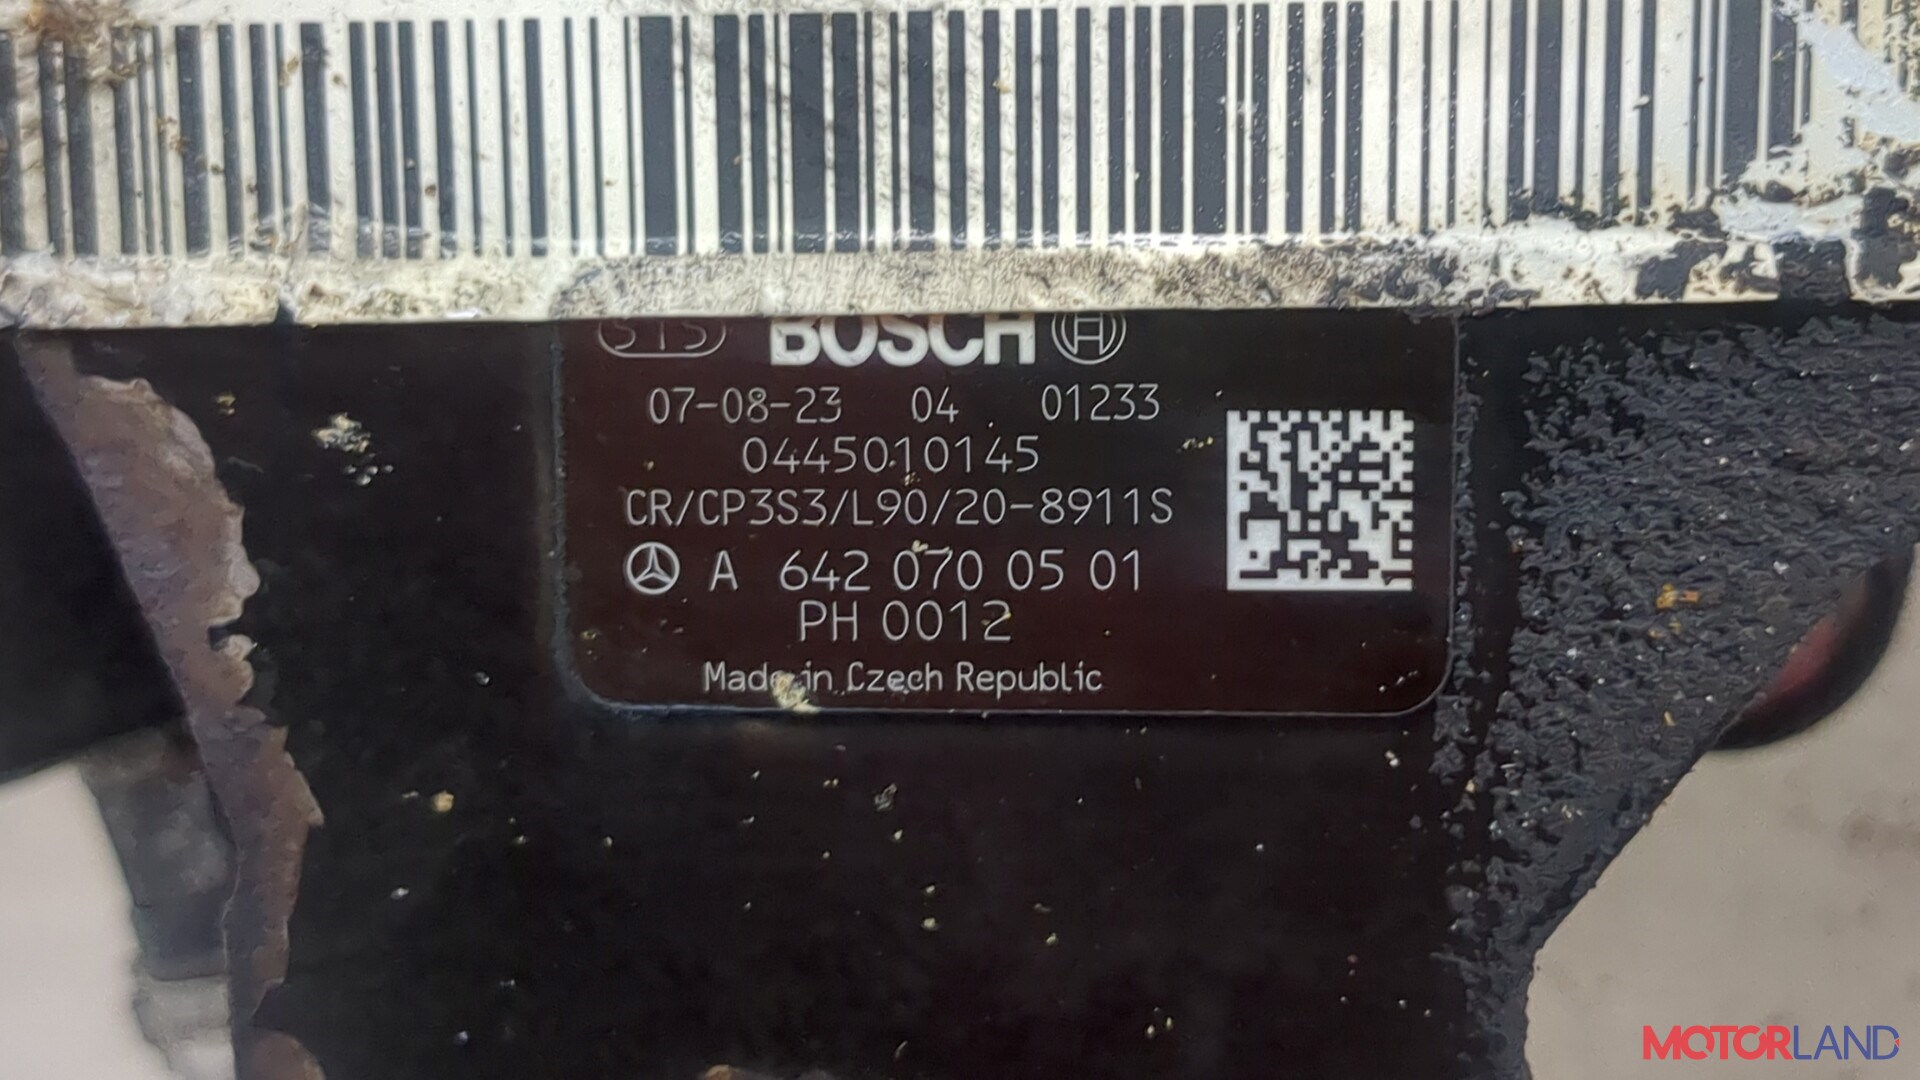 STS BOSCH
07-08-23 04 01233
0445010145
CR/CP3S3/L90/20-8911S
A 642 070 05 01
PH 0012
Made in Czech Republic
MOTORLAND